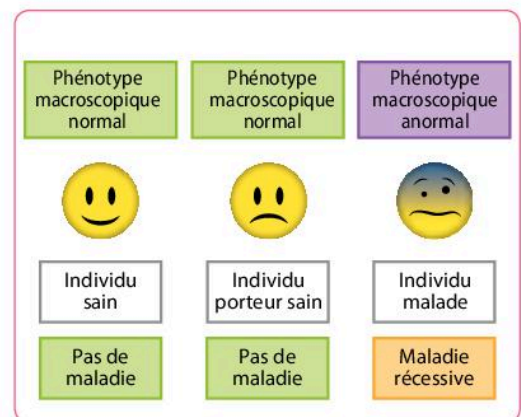 Phénotype
macroscopique
normal
Phénotype
macroscopique
normal
Phénotype
macroscopique
anormal
Individu
sain
Individu
porteur sain
Individu
malade
Pas de
maladie
Pas de
maladie
Maladie
récessive